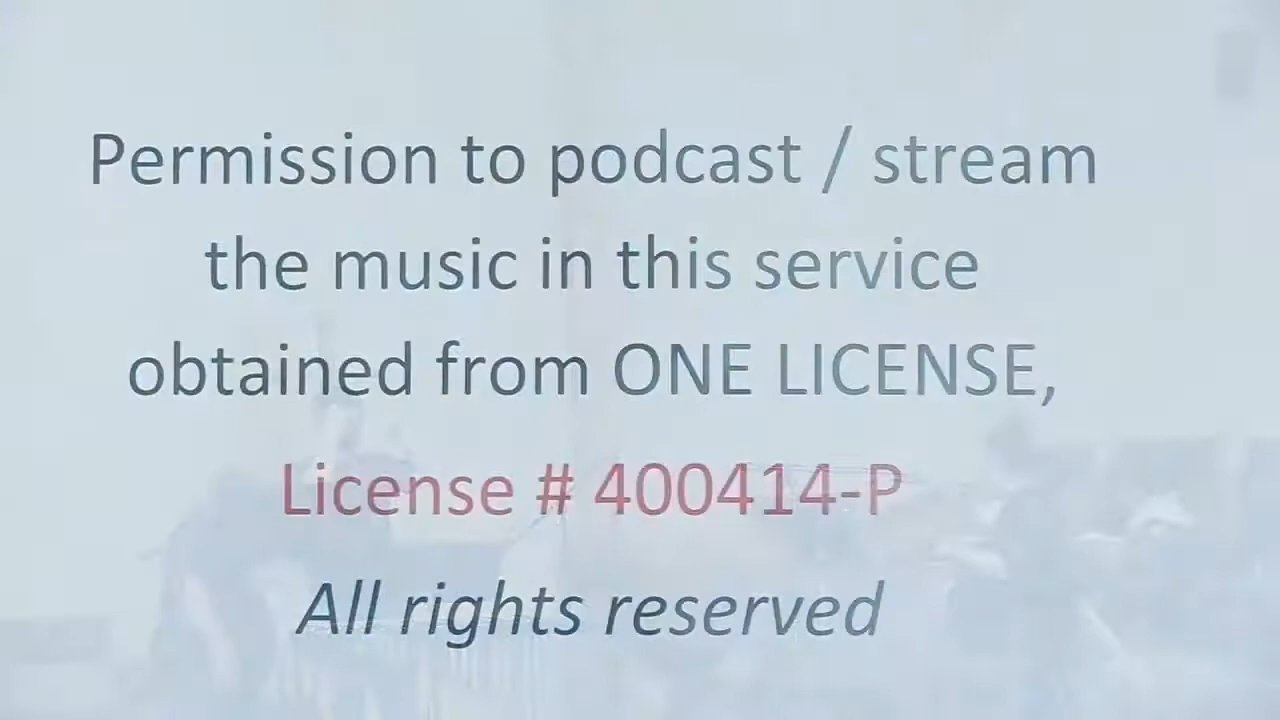 Permission to podcast / stream
the music in this service
obtained from ONE LICENSE,
License # 400414-P
All rights reserved